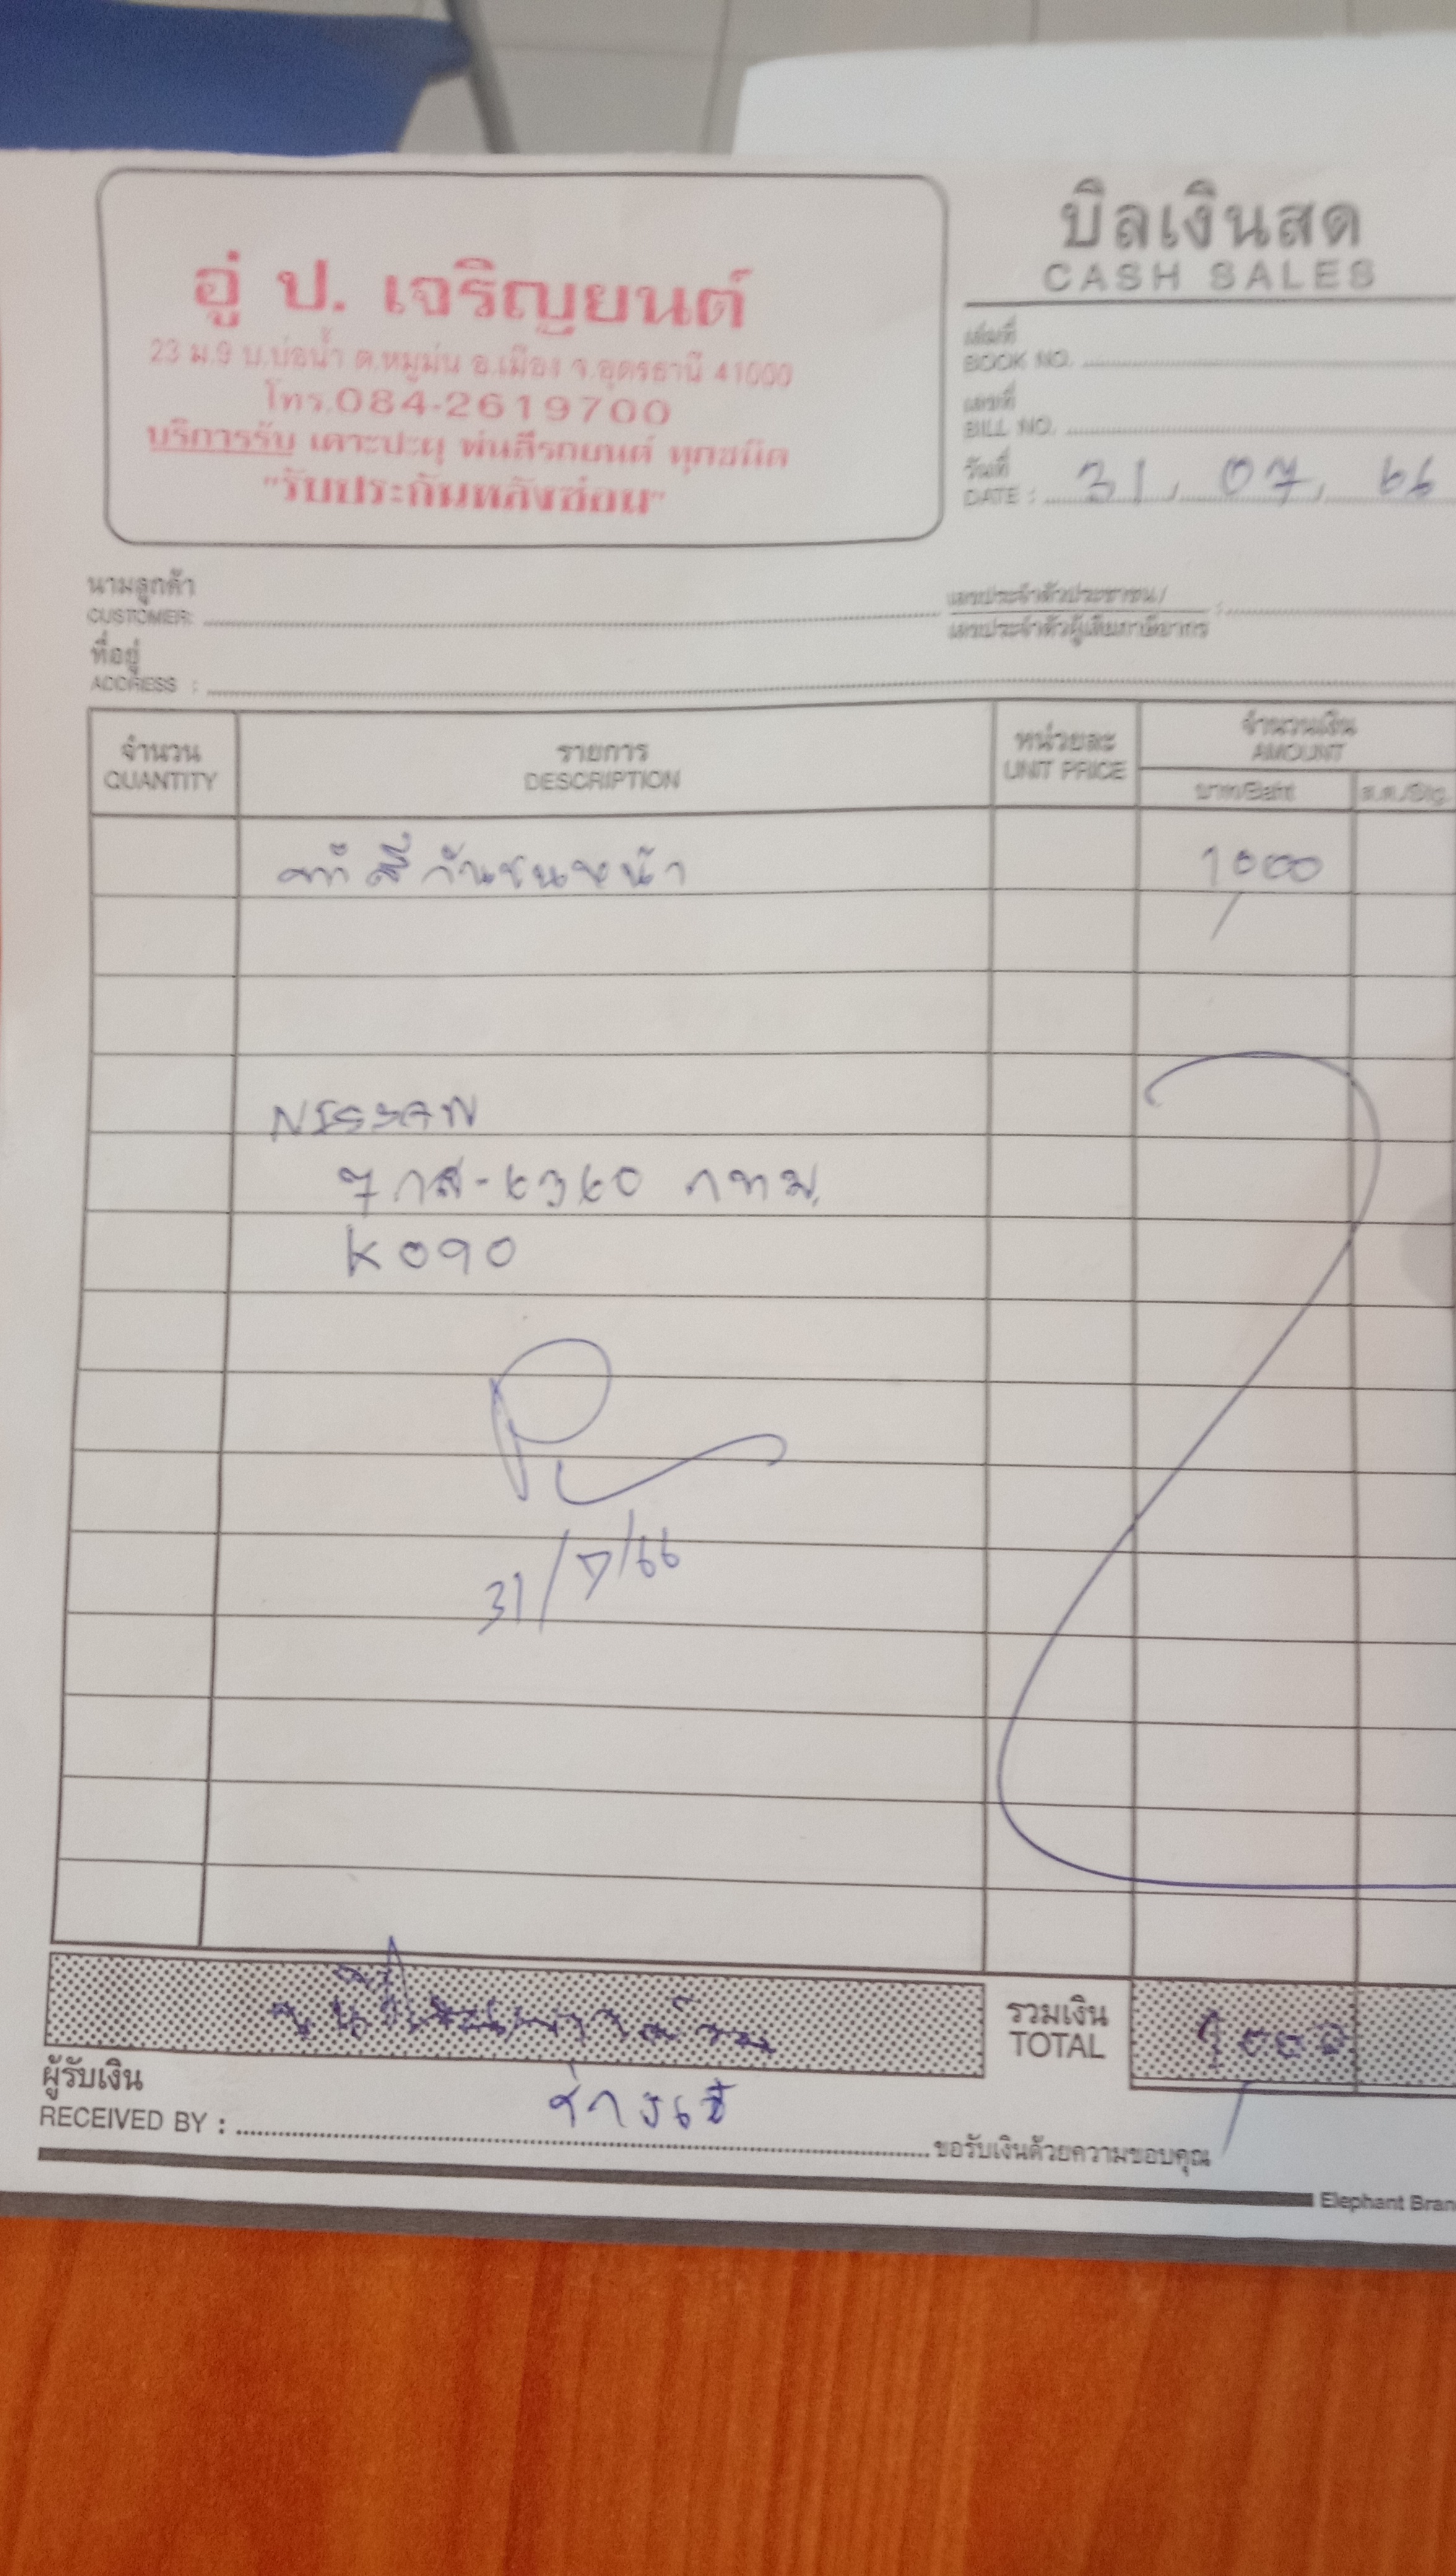 อู่ ป. เจริญยนต์
23 ม.9 บ.บ่อน้ำ ต.หมูม่น อ.เมือง จ.อุดรธานี 41000
โทร.084-2619700
บริการรับ เคาะปะผุ พ่นสีรถยนต์ ทุกชนิด
"รับประกันหลังซ่อม"
บิลเงินสด
CASH SALES
เล่มที่
BOOK NO.
เลขที่
BILL NO.
วันที่
DATE : 31, 07, 66
นามลูกค้า
CUSTOMER:
เลขประจำตัวประชาชน/
เลขประจำตัวผู้เสียภาษีอากร :
ที่อยู่
ADDRESS :
จำนวน
QUANTITY
รายการ
DESCRIPTION
หน่วยละ
UNIT PRICE
จำนวนเงิน
AMOUNT
บาท/Baht
ส.ต./Stg.
ทำสีกันชนหน้า 1000
NISSAN
7กส-6360 กทม.
K090
31/7/66
รวมเงิน
TOTAL
1000
ผู้รับเงิน
RECEIVED BY :
ขอรับเงินด้วยความขอบคุณ
Elephant Bran